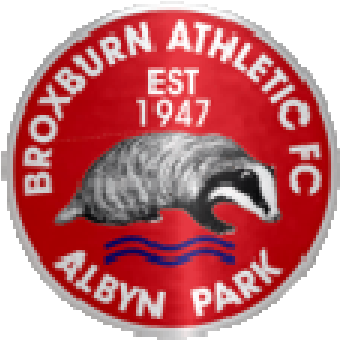 BROXBURN ATHLETIC FC
EST
1947
ALBYN PARK